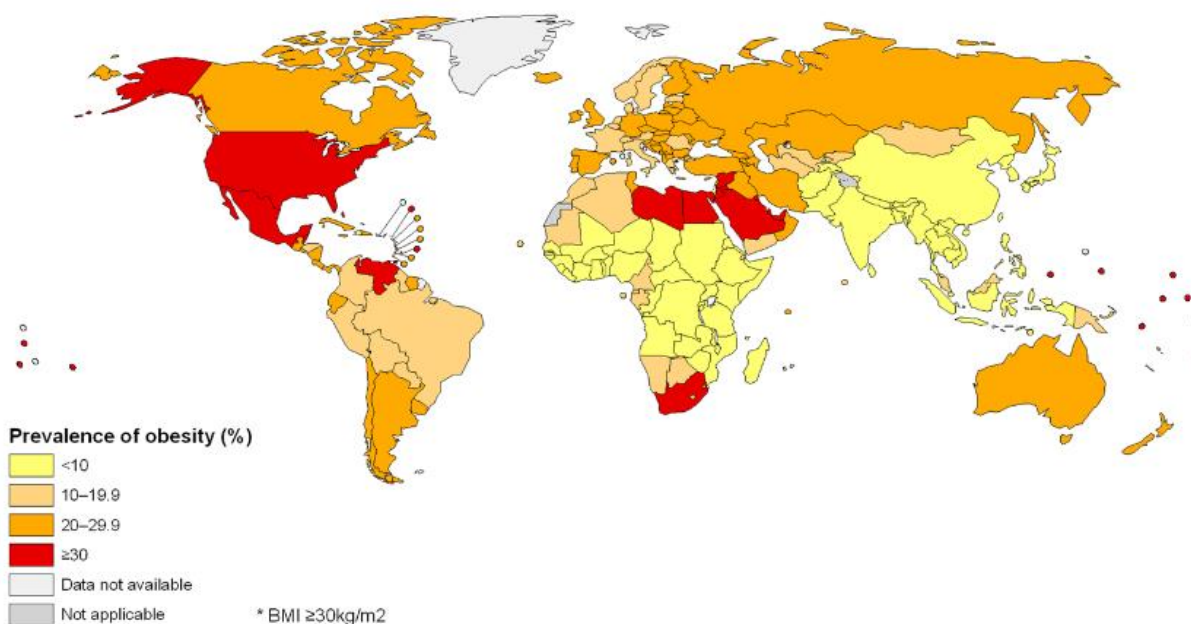 Prevalence of obesity (%)
<10
10–19.9
20–29.9
≥30
Data not available
Not applicable
* BMI ≥30kg/m2